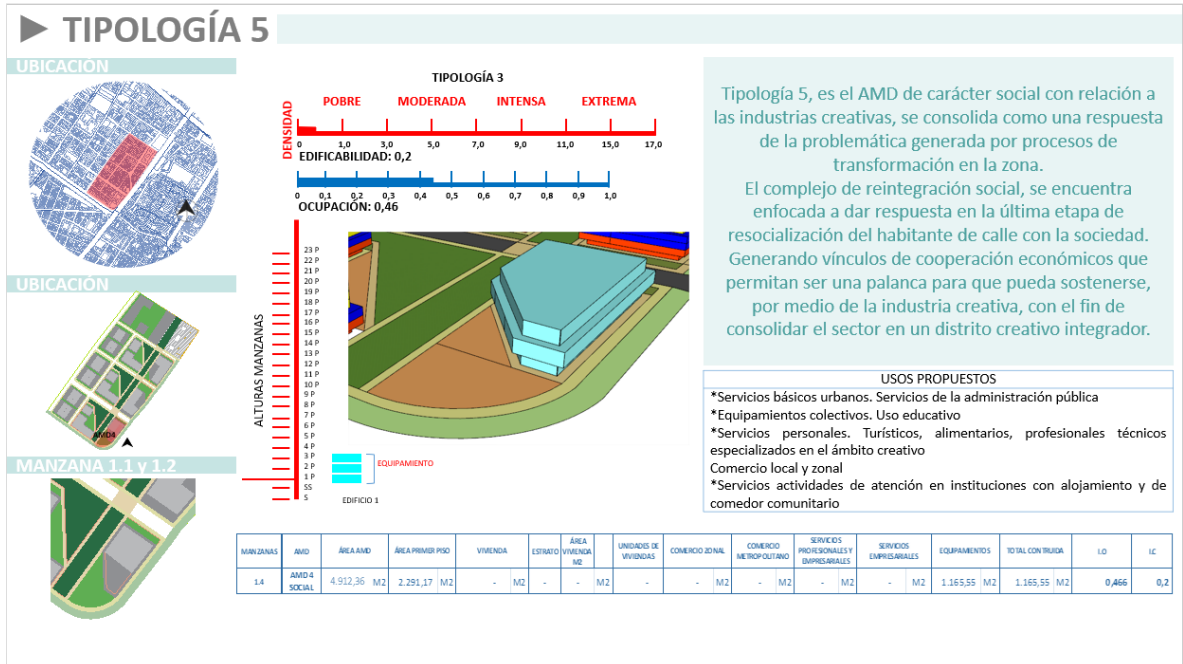 TIPOLOGÍA 5
UBICACIÓN
UBICACIÓN
AMD4
MANZANA 1.1 y 1.2
TIPOLOGÍA 3
DENSIDAD
POBRE MODERADA INTENSA EXTREMA
0 1,0 3,0 5,0 7,0 9,0 11,0 15,0 17,0
EDIFICABILIDAD: 0,2
0 0,1 0,2 0,3 0,4 0,5 0,6 0,7 0,8 0,9 1,0
OCUPACIÓN: 0,46
ALTURAS MANZANAS
23 P
22 P
21 P
20 P
19 P
18 P
17 P
16 P
15 P
14 P
13 P
12 P
11 P
10 P
9 P
8 P
7 P
6 P
5 P
4 P
3 P
2 P
1 P
SS
S
EQUIPAMIENTO
EDIFICIO 1
Tipología 5, es el AMD de carácter social con relación a
las industrias creativas, se consolida como una respuesta
de la problemática generada por procesos de
transformación en la zona.
El complejo de reintegración social, se encuentra
enfocada a dar respuesta en la última etapa de
resocialización del habitante de calle con la sociedad.
Generando vínculos de cooperación económicos que
permitan ser una palanca para que pueda sostenerse,
por medio de la industria creativa, con el fin de
consolidar el sector en un distrito creativo integrador.
USOS PROPUESTOS
*Servicios básicos urbanos. Servicios de la administración pública
*Equipamientos colectivos. Uso educativo
*Servicios personales. Turísticos, alimentarios, profesionales técnicos
especializados en el ámbito creativo
Comercio local y zonal
*Servicios actividades de atención en instituciones con alojamiento y de
comedor comunitario
MANZANAS AMD ÁREA AMD ÁREA PRIMER PISO VIVIENDA ESTRATO ÁREA VIVIENDA M2 UNIDADES DE VIVIENDAS COMERCIO ZONAL COMERCIO METROPOLITANO SERVICIOS PROFESIONALES Y EMPRESARIALES SERVICIOS EMPRESARIALES EQUIPAMIENTOS TOTAL CONTRUIDA I.O I.C
1.4 AMD4 SOCIAL 4.912,36 M2 2.291,17 M2 - M2 - - M2 - - M2 - M2 - M2 - M2 1.165,55 M2 1.165,55 M2 0,466 0,2